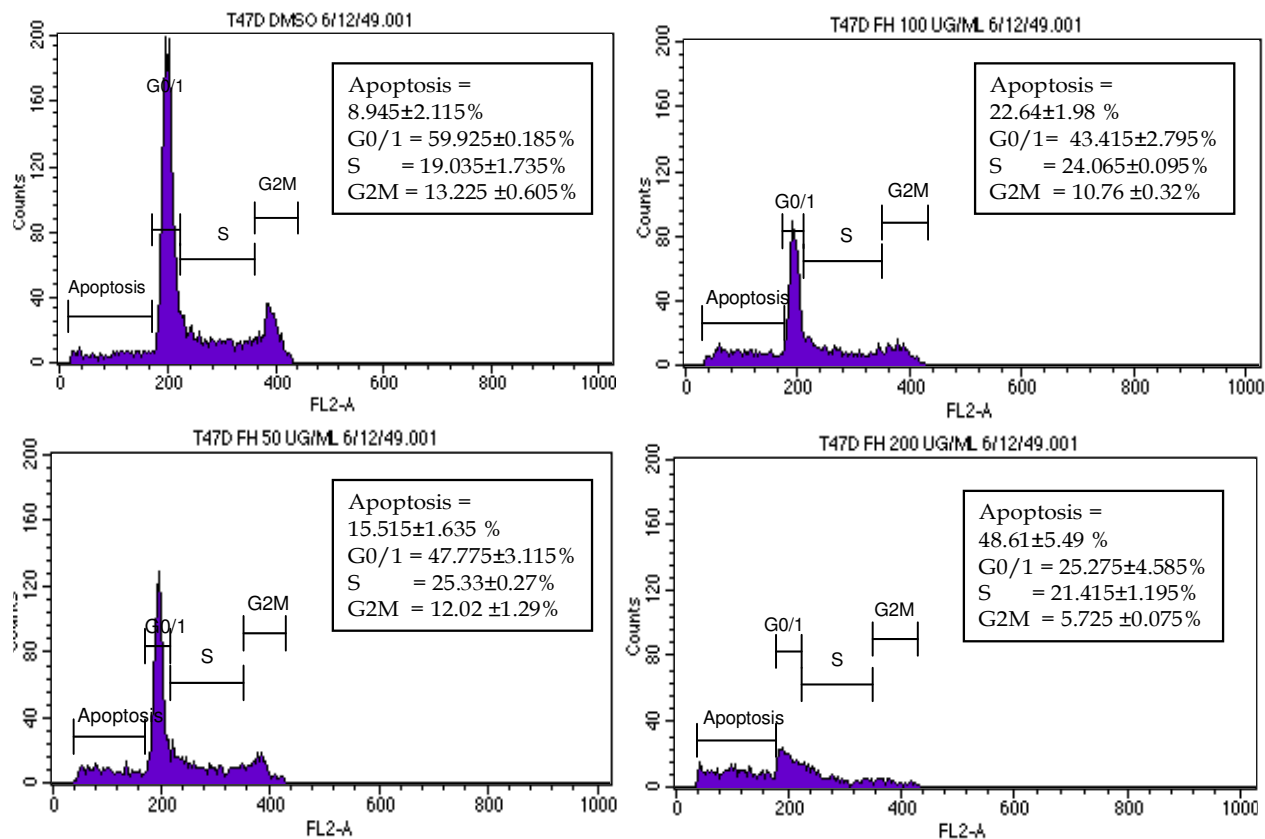 T47D DMSO 6/12/49.001
200
160
120
80
40
0
Counts
G0/1
Apoptosis
S
G2M
Apoptosis =
8.945±2.115%
G0/1 = 59.925±0.185%
S = 19.035±1.735%
G2M = 13.225 ±0.605%
0 200 400 600 800 1000
FL2-A
T47D FH 100 UG/ML 6/12/49.001
200
160
120
80
40
0
Counts
G0/1
Apoptosis
S
G2M
Apoptosis =
22.64±1.98 %
G0/1= 43.415±2.795%
S = 24.065±0.095%
G2M = 10.76 ±0.32%
0 200 400 600 800 1000
FL2-A
T47D FH 50 UG/ML 6/12/49.001
200
160
120
80
40
0
Counts
G0/1
Apoptosis
S
G2M
Apoptosis =
15.515±1.635 %
G0/1 = 47.775±3.115%
S = 25.33±0.27%
G2M = 12.02 ±1.29%
0 200 400 600 800 1000
FL2-A
T47D FH 200 UG/ML 6/12/49.001
200
160
120
80
40
0
Counts
G0/1
Apoptosis
S
G2M
Apoptosis =
48.61±5.49 %
G0/1 = 25.275±4.585%
S = 21.415±1.195%
G2M = 5.725 ±0.075%
0 200 400 600 800 1000
FL2-A